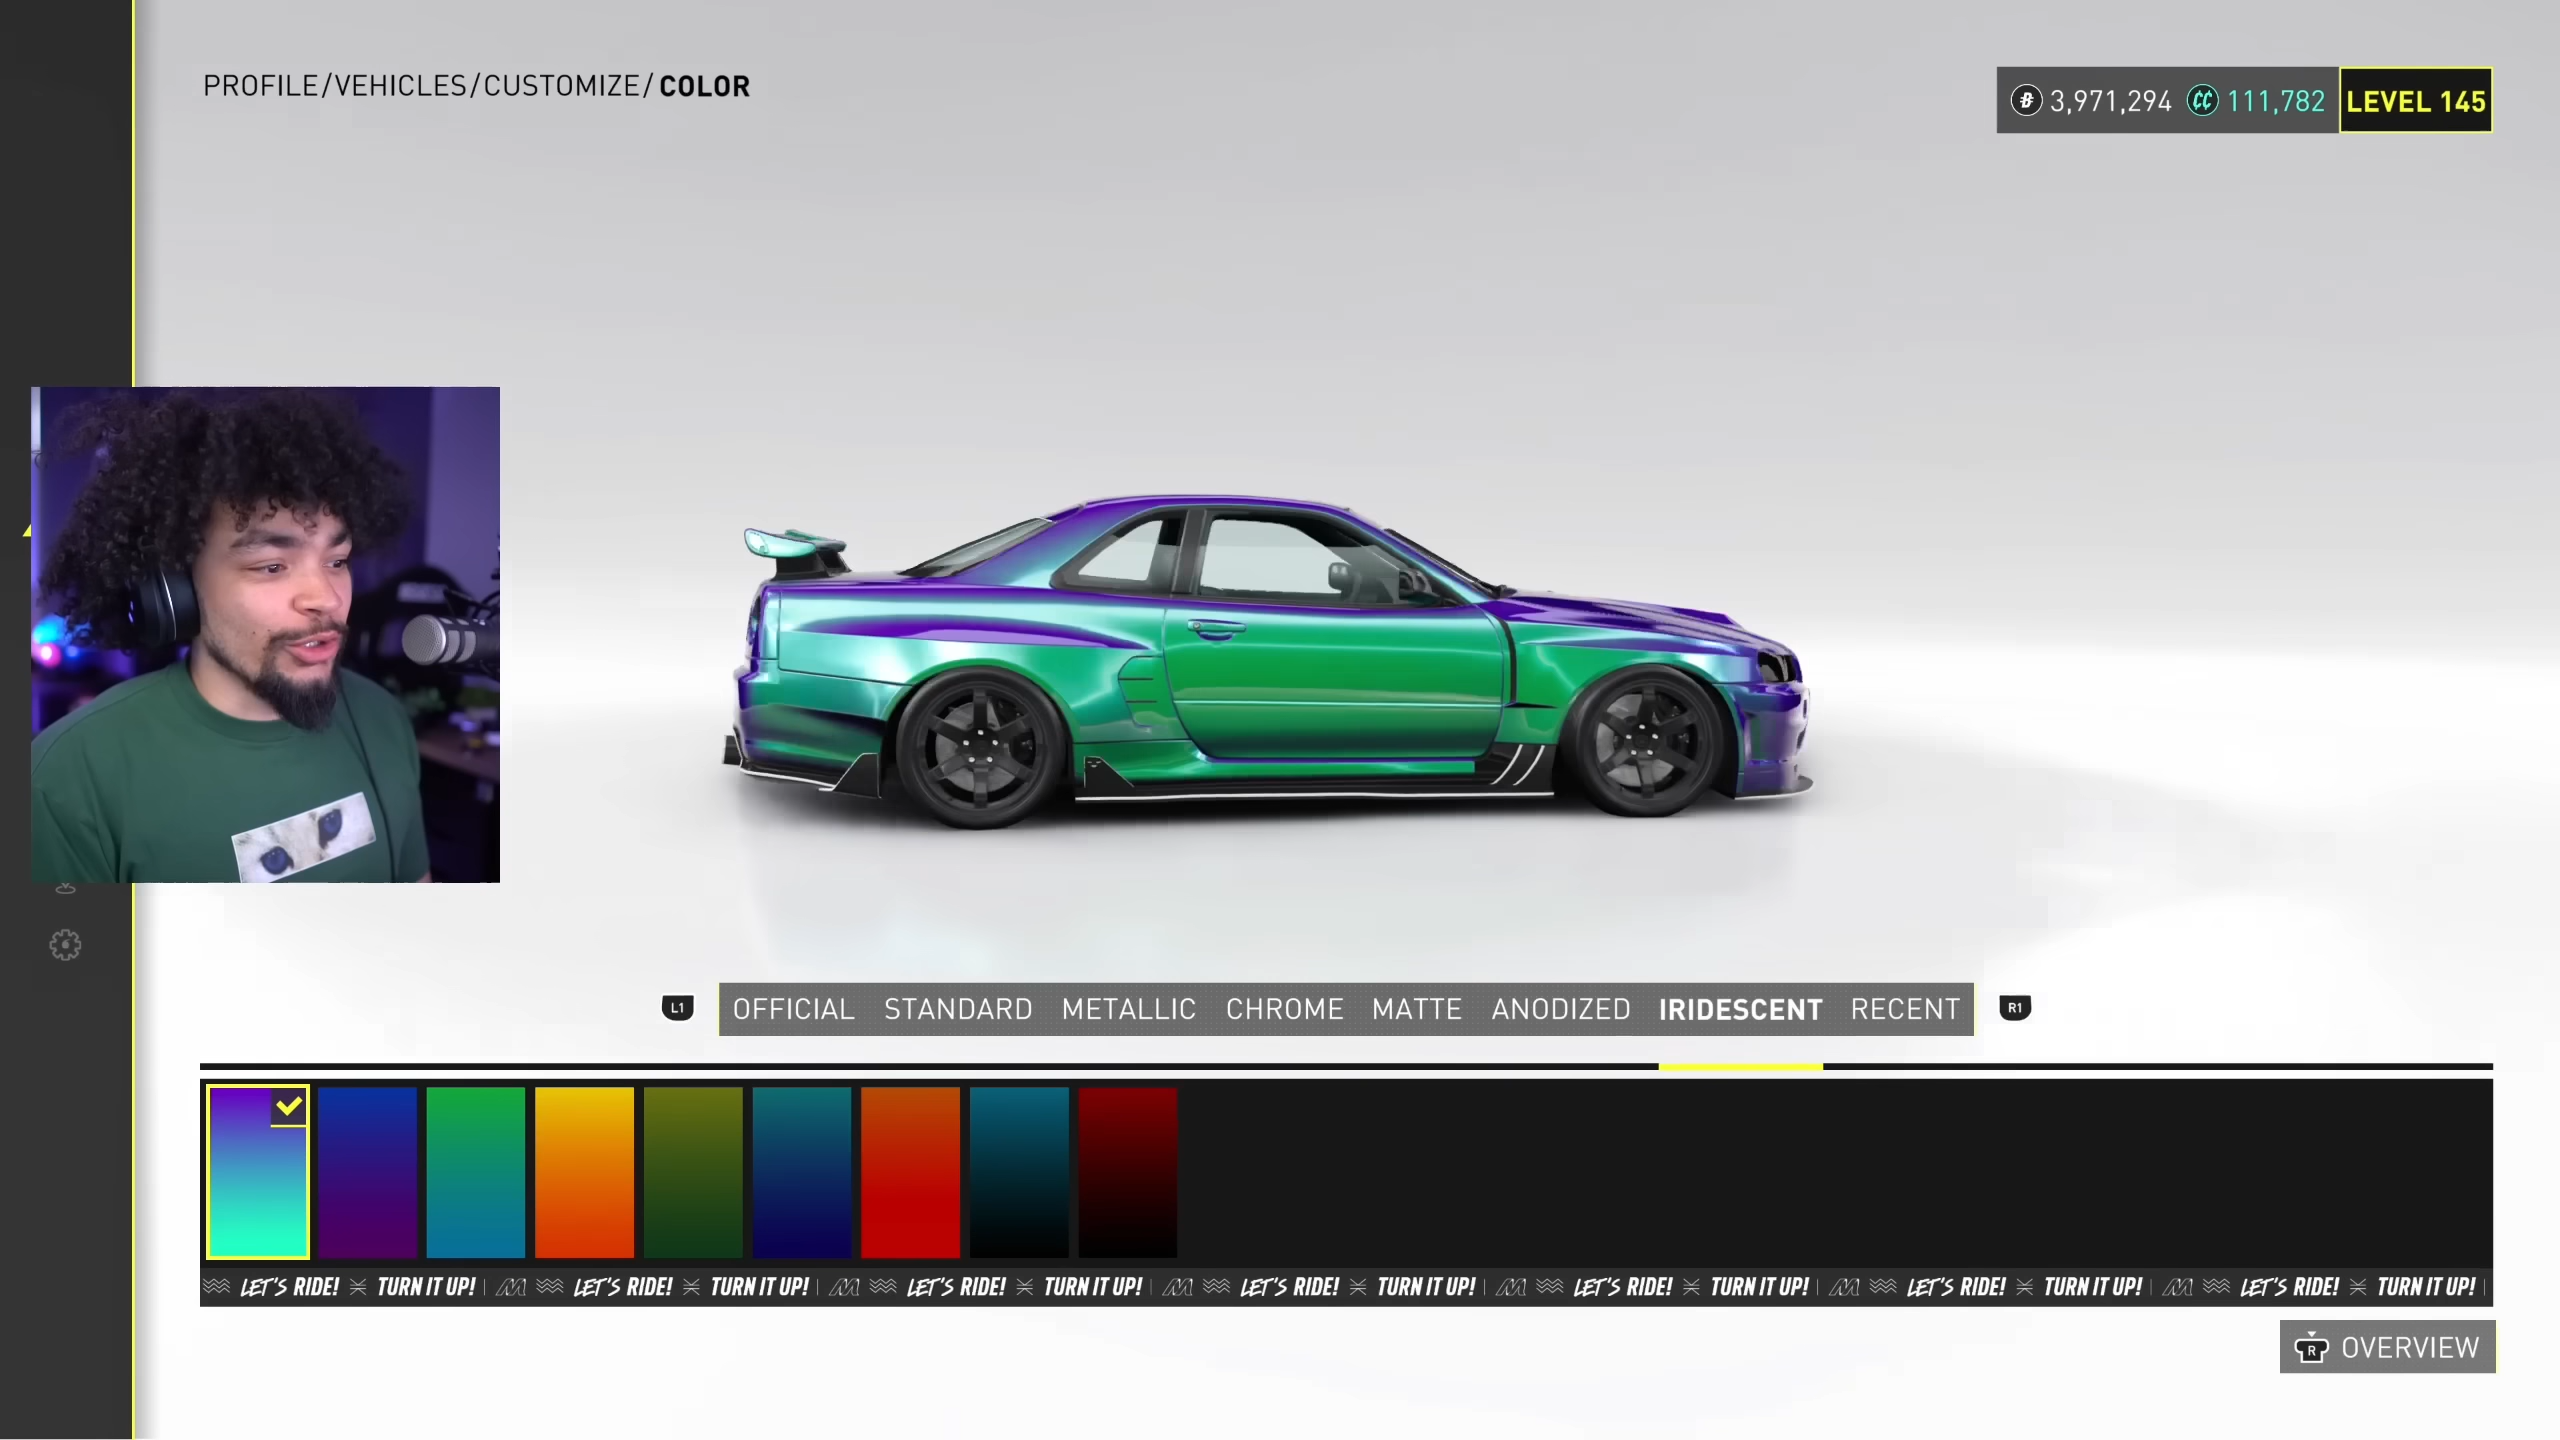 PROFILE/VEHICLES/CUSTOMIZE/COLOR
3,971,294 CC 111,782 LEVEL 145
L1 OFFICIAL STANDARD METALLIC CHROME MATTE ANODIZED IRIDESCENT RECENT R1
LET'S RIDE! TURN IT UP! LET'S RIDE! TURN IT UP! LET'S RIDE! TURN IT UP! LET'S RIDE! TURN IT UP! LET'S RIDE! TURN IT UP! LET'S RIDE! TURN IT UP! LET'S RIDE! TURN IT UP!
R OVERVIEW